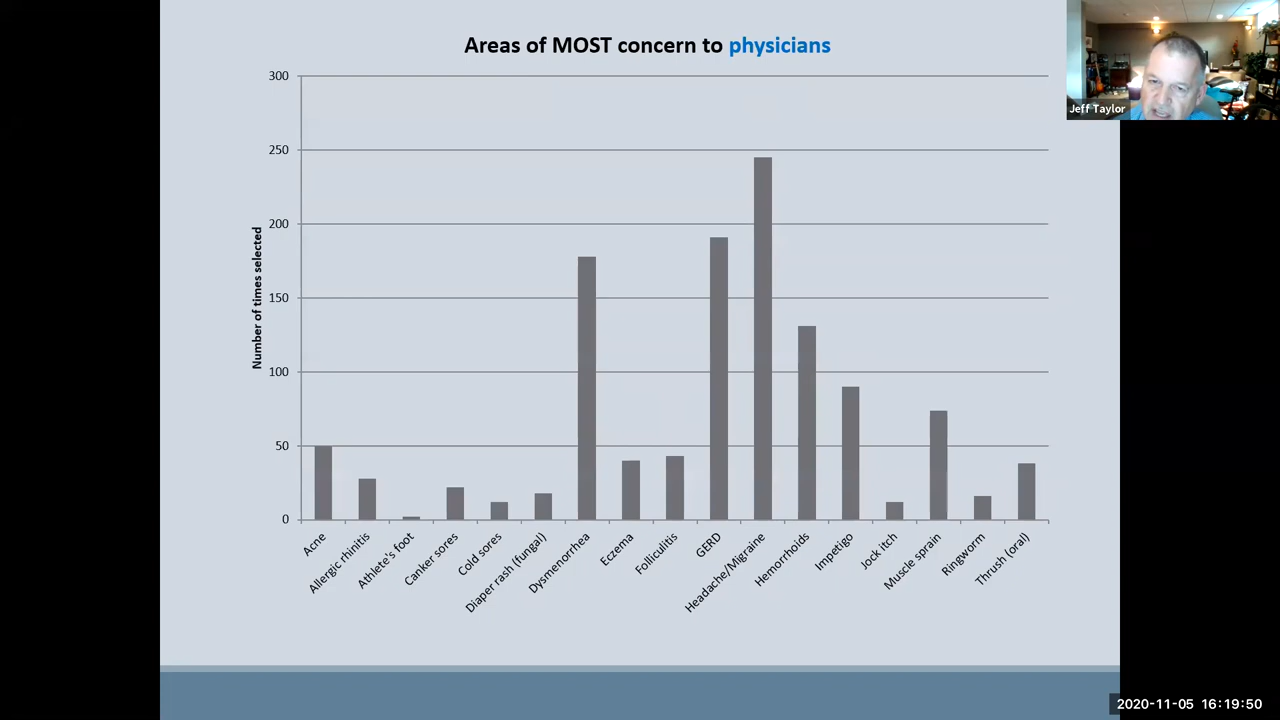 Areas of MOST concern to physicians
Jeff Taylor
Number of times selected
300
250
200
150
100
50
0
Acne
Allergic rhinitis
Athlete's foot
Canker sores
Cold sores
Diaper rash (fungal)
Dysmenorrhea
Eczema
Folliculitis
GERD
Headache/Migraine
Hemorrhoids
Impetigo
Jock itch
Muscle sprain
Ringworm
Thrush (oral)
2020-11-05 16:19:50